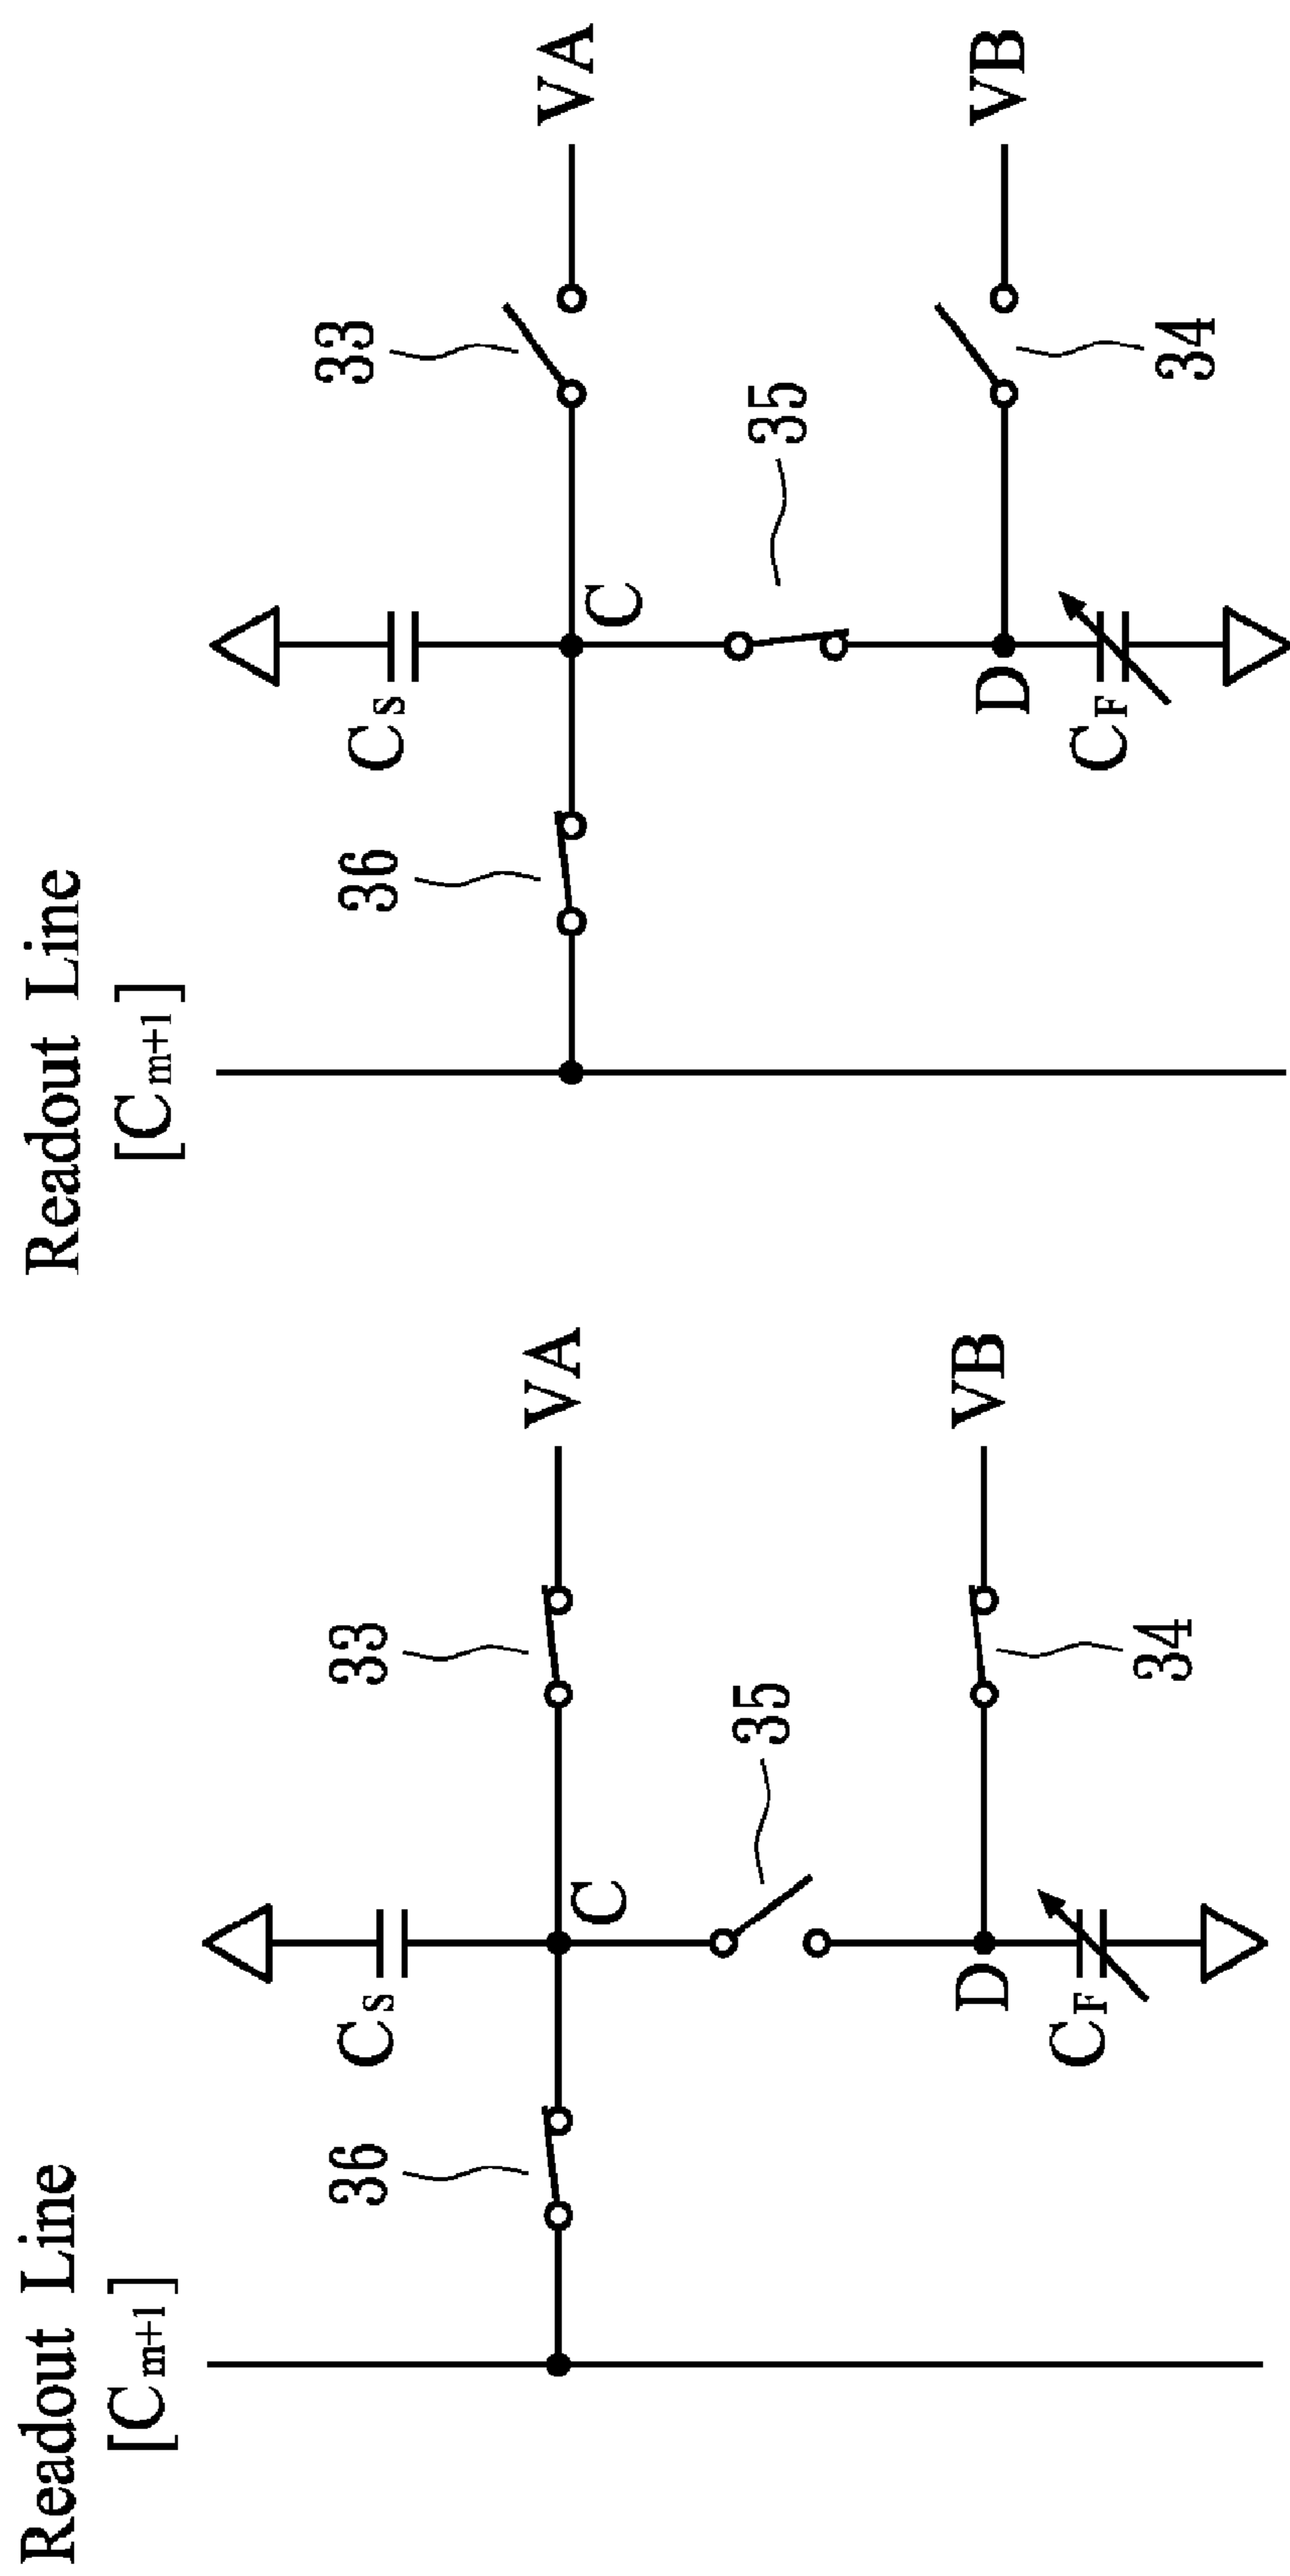 Readout Line
[Cm+1]
Cs
33
VA
36
C
35
D
VB
CF
34
Readout Line
[Cm+1]
Cs
33
VA
36
C
35
D
VB
CF
34